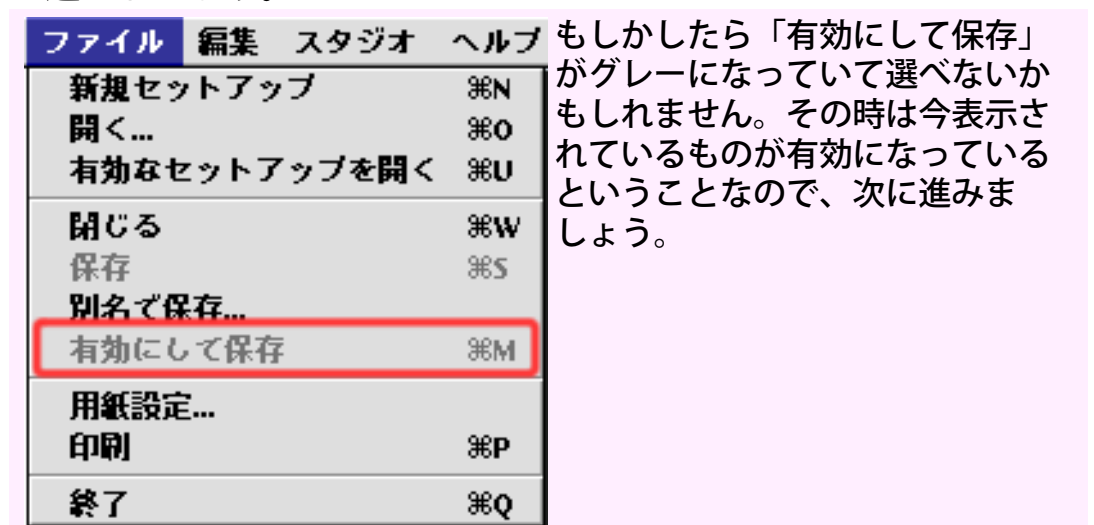 ファイル 編集 スタジオ ヘルプ
新規セットアップ ⌘N
開く... ⌘O
有効なセットアップを開く ⌘U
閉じる ⌘W
保存 ⌘S
別名で保存...
有効にして保存 ⌘M
用紙設定...
印刷 ⌘P
終了 ⌘Q
もしかしたら「有効にして保存」
がグレーになっていて選べないか
もしれません。その時は今表示さ
れているものが有効になっている
ということなので、次に進みま
しょう。